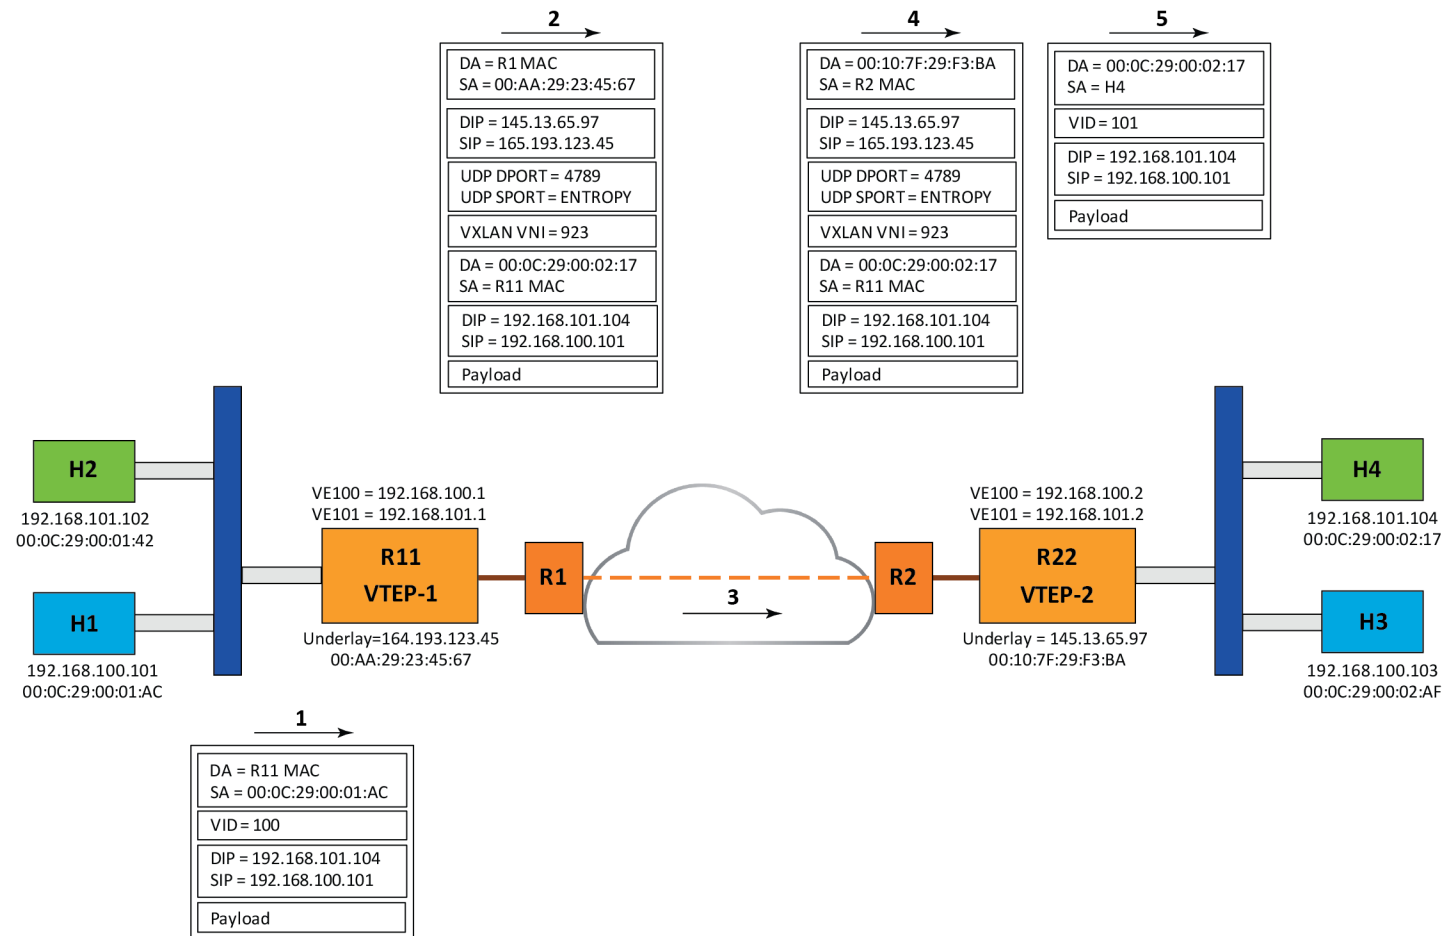 2
DA = R1 MAC
SA = 00:AA:29:23:45:67
DIP = 145.13.65.97
SIP = 165.193.123.45
UDP DPORT = 4789
UDP SPORT = ENTROPY
VXLAN VNI = 923
DA = 00:0C:29:00:02:17
SA = R11 MAC
DIP = 192.168.101.104
SIP = 192.168.100.101
Payload
4
DA = 00:10:7F:29:F3:BA
SA = R2 MAC
DIP = 145.13.65.97
SIP = 165.193.123.45
UDP DPORT = 4789
UDP SPORT = ENTROPY
VXLAN VNI = 923
DA = 00:0C:29:00:02:17
SA = R11 MAC
DIP = 192.168.101.104
SIP = 192.168.100.101
Payload
5
DA = 00:0C:29:00:02:17
SA = H4
VID = 101
DIP = 192.168.101.104
SIP = 192.168.100.101
Payload
H2
192.168.101.102
00:0C:29:00:01:42
H1
192.168.100.101
00:0C:29:00:01:AC
VE100 = 192.168.100.1
VE101 = 192.168.101.1
R11
VTEP-1
Underlay=164.193.123.45
00:AA:29:23:45:67
R1
3
R2
VE100 = 192.168.100.2
VE101 = 192.168.101.2
R22
VTEP-2
Underlay = 145.13.65.97
00:10:7F:29:F3:BA
H4
192.168.101.104
00:0C:29:00:02:17
H3
192.168.100.103
00:0C:29:00:02:AF
1
DA = R11 MAC
SA = 00:0C:29:00:01:AC
VID = 100
DIP = 192.168.101.104
SIP = 192.168.100.101
Payload